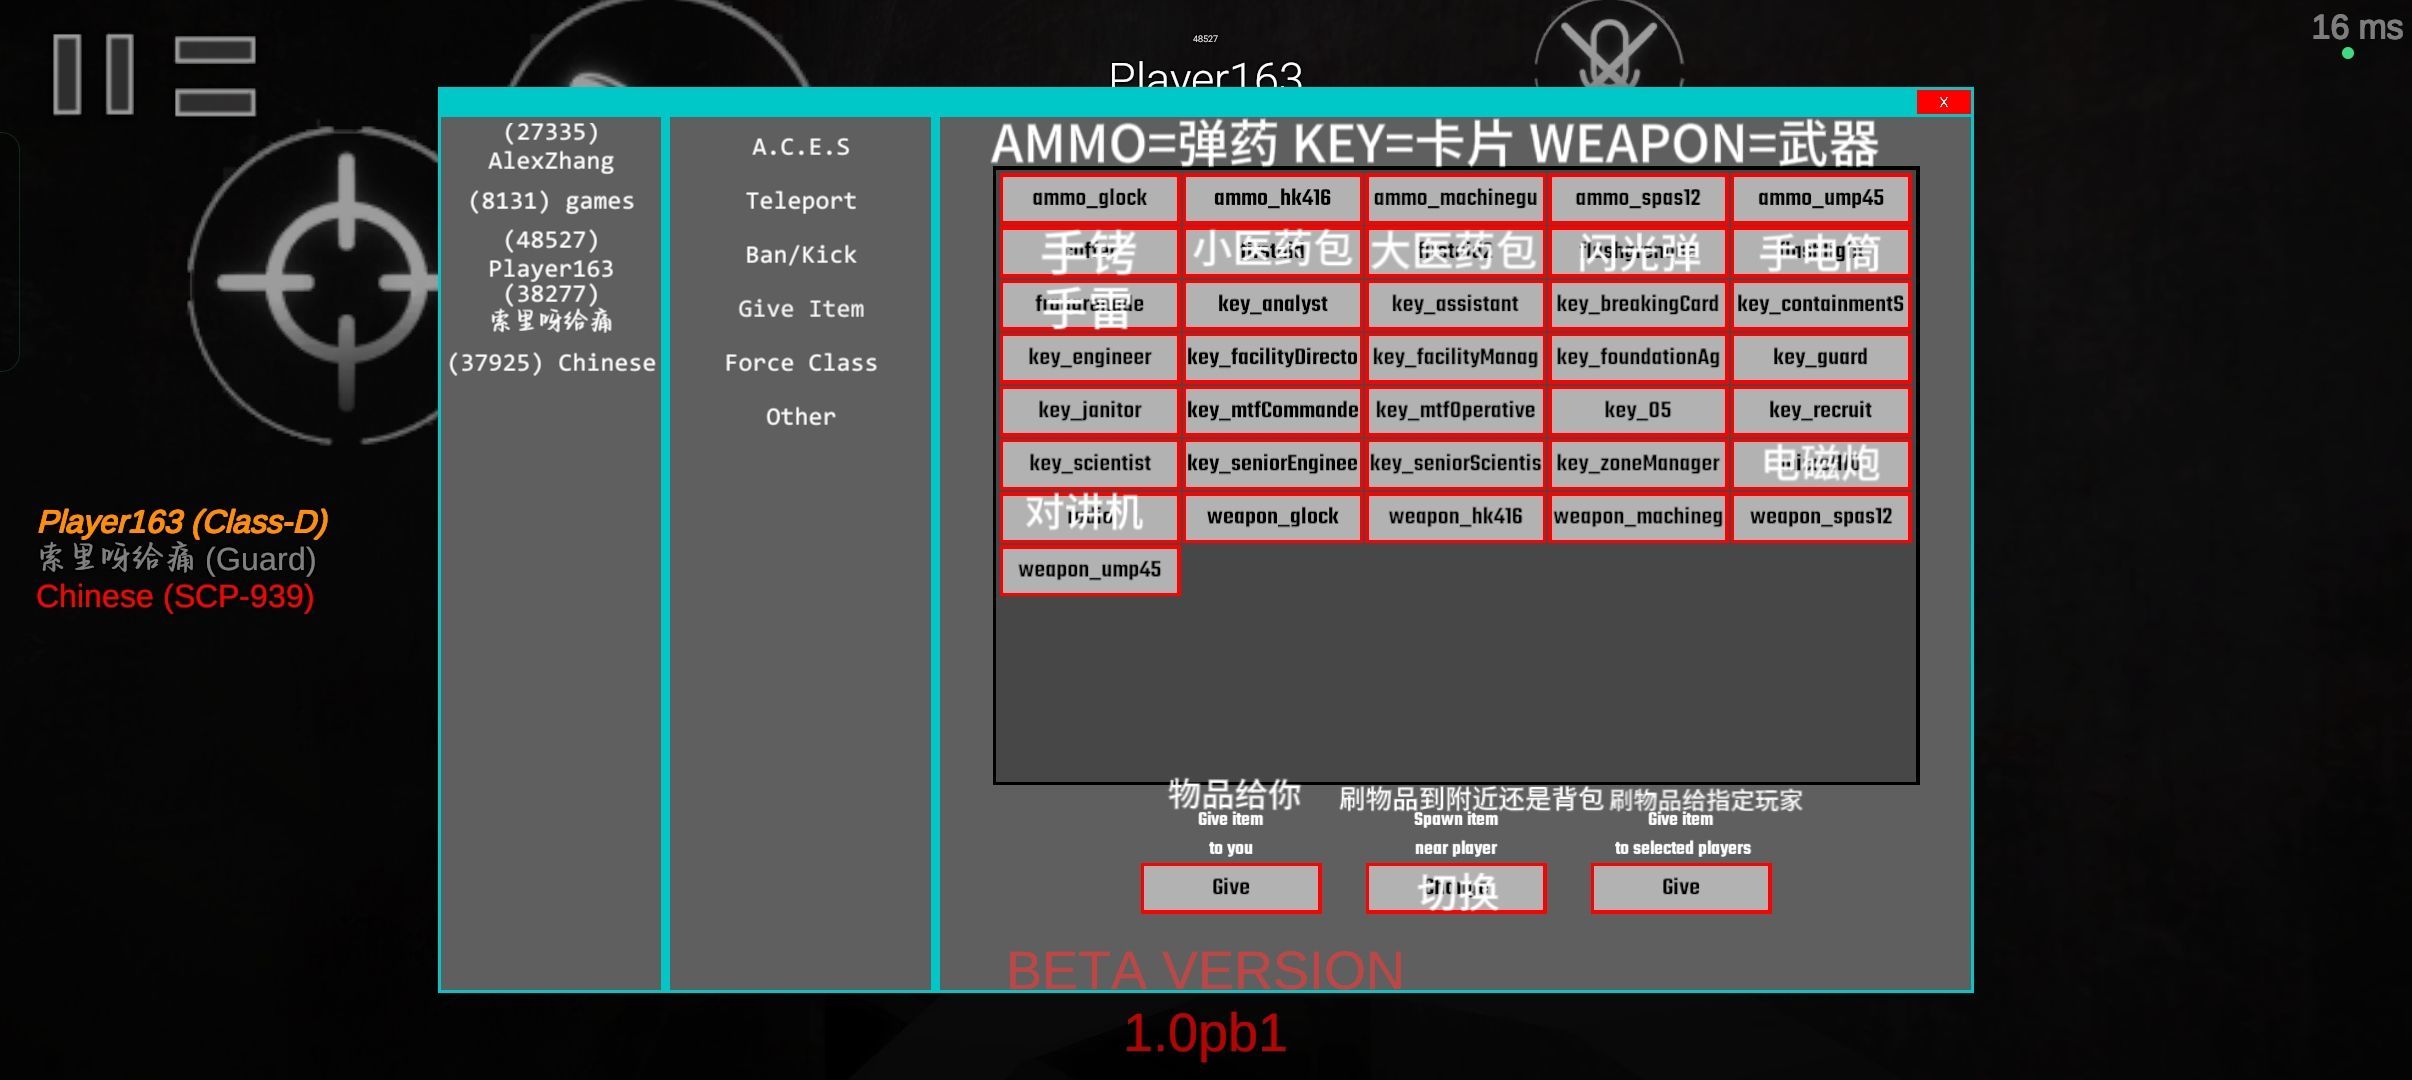 48527
Player163
16 ms
X
(27335)
AlexZhang
(8131) games
(48527)
Player163
(38277)
索里呀给痛
(37925) Chinese
A.C.E.S
Teleport
Ban/Kick
Give Item
Force Class
Other
AMMO=弹药 KEY=卡片 WEAPON=武器
ammo_glock ammo_hk416 ammo_machinegu ammo_spas12 ammo_ump45
手铐 小医药包 大医药包 闪光弹 手电筒
手雷 key_analyst key_assistant key_breakingCard key_containmentS
key_engineer key_facilityDirecto key_facilityManag key_foundationAg key_guard
key_janitor key_mtfCommande key_mtfOperative key_05 key_recruit
key_scientist key_seniorEnginee key_seniorScientis key_zoneManager 电磁炮
对讲机 weapon_glock weapon_hk416 weapon_machineg weapon_spas12
weapon_ump45
物品给你 刷物品到附近还是背包 刷物品给指定玩家
Give item Spawn item Give item
to you near player to selected players
Give 切换 Give
Player163 (Class-D)
索里呀给痛 (Guard)
Chinese (SCP-939)
BETA VERSION
1.0pb1